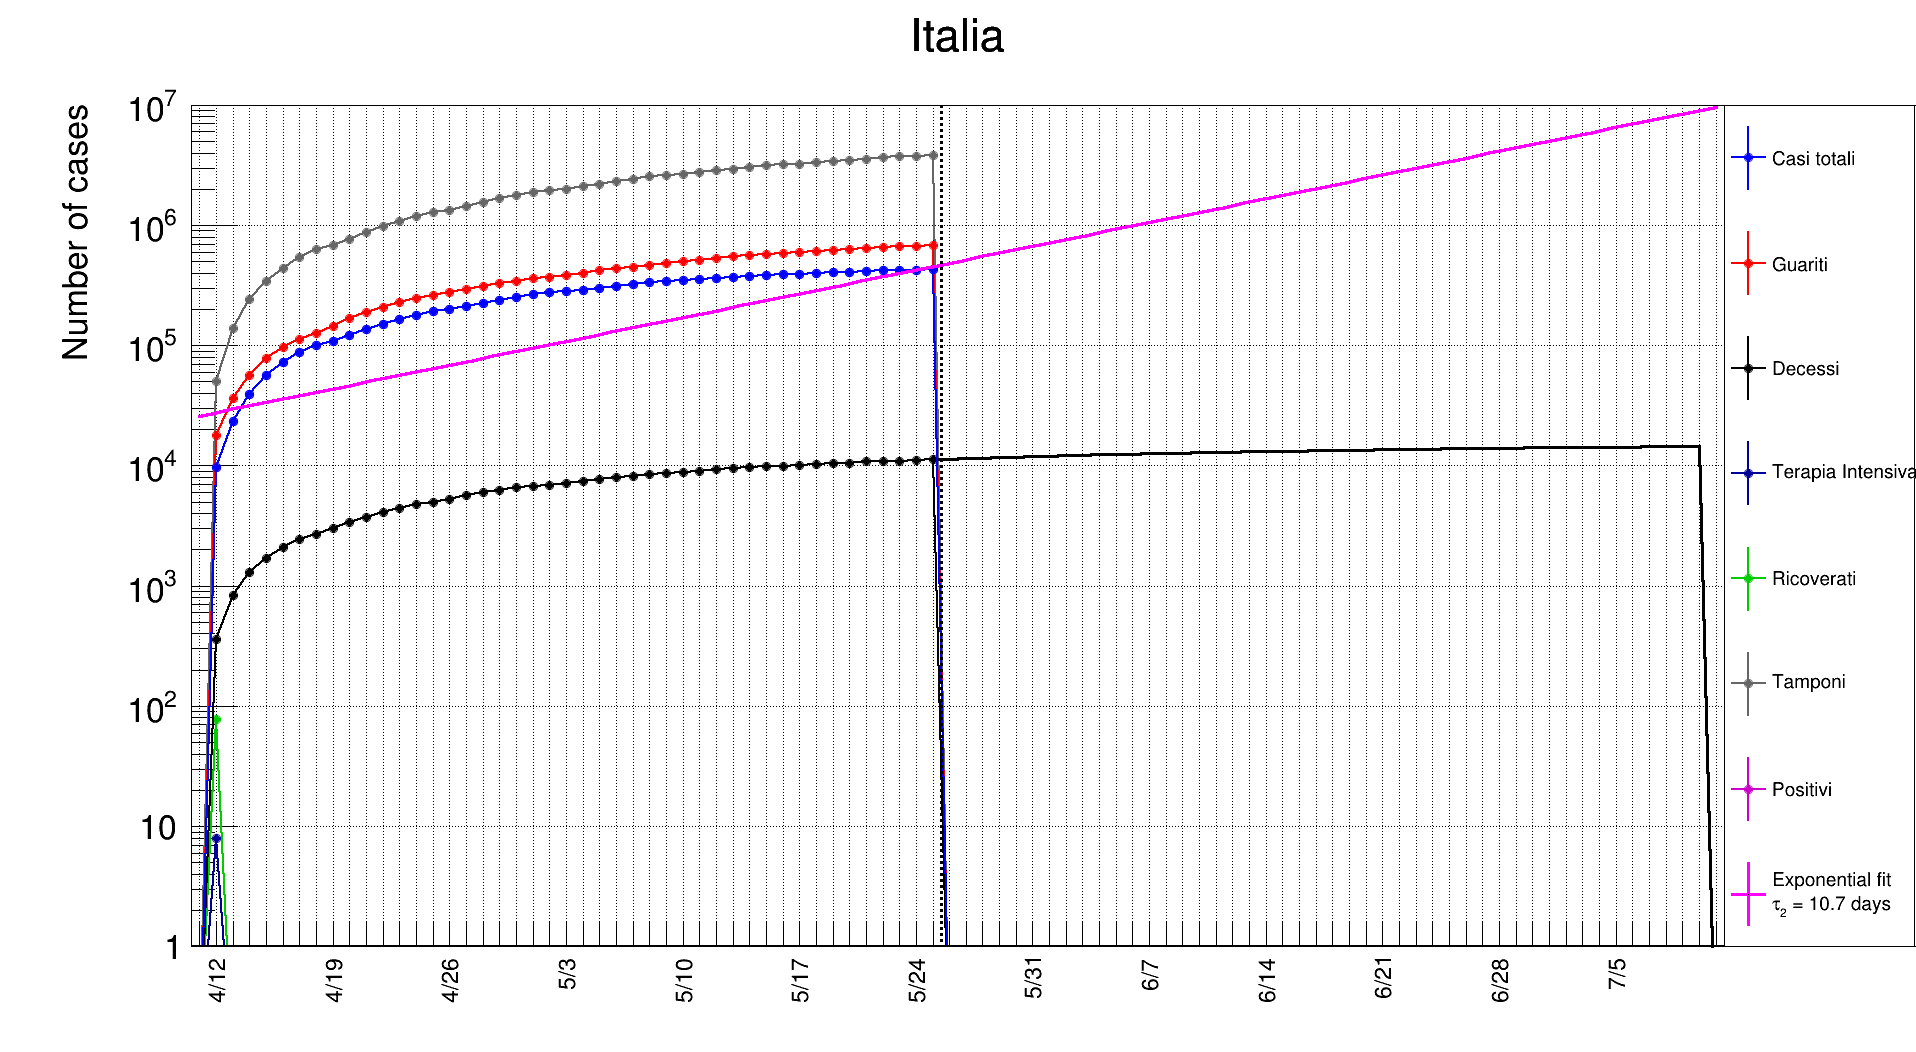 Italia
Number of cases
10^7
10^6
10^5
10^4
10^3
10^2
10
1
4/12
4/19
4/26
5/3
5/10
5/17
5/24
5/31
6/7
6/14
6/21
6/28
7/5
Casi totali
Guariti
Decessi
Terapia Intensiva
Ricoverati
Tamponi
Positivi
Exponential fit
τ_2 = 10.7 days